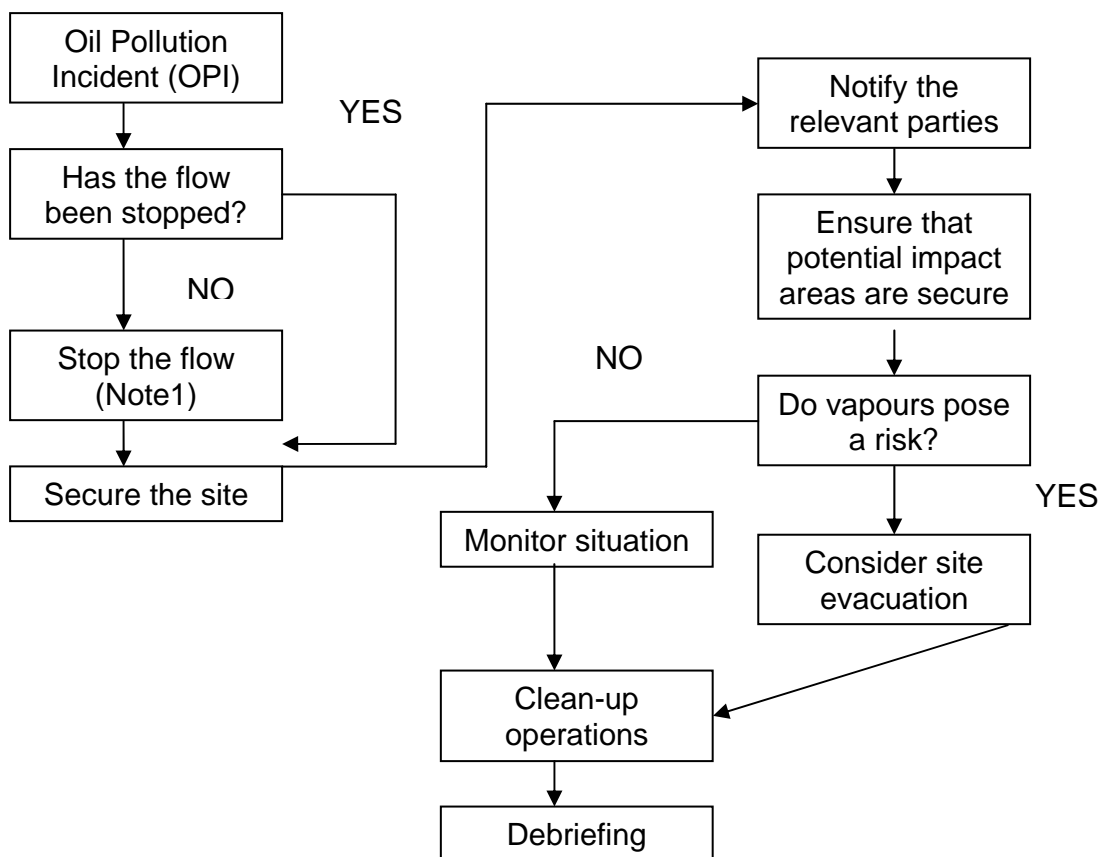 Oil Pollution
Incident (OPI)
YES
Has the flow
been stopped?
NO
Stop the flow
(Note1)
Secure the site
Notify the
relevant parties
Ensure that
potential impact
areas are secure
NO
Do vapours pose
a risk?
YES
Monitor situation
Consider site
evacuation
Clean-up
operations
Debriefing